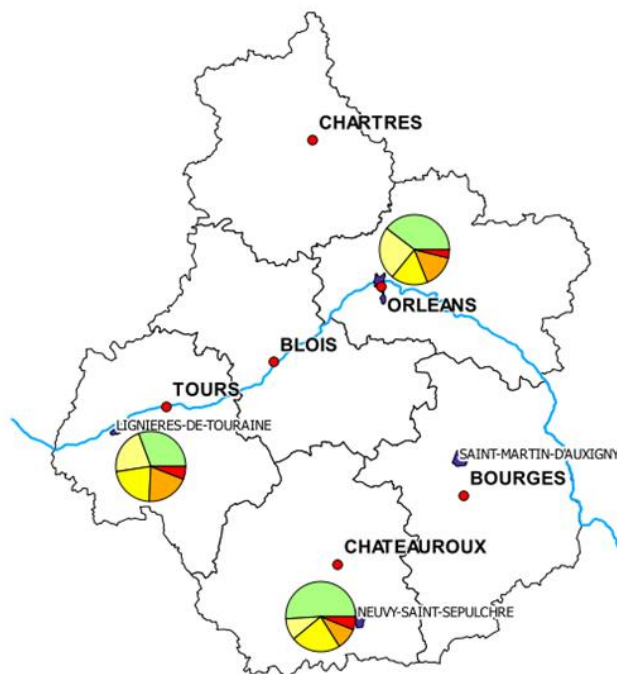 CHARTRES
ORLEANS
BLOIS
TOURS
LIGNIERES-DE-TOURAINE
SAINT-MARTIN-D'AUXIGNY
BOURGES
CHATEAUROUX
NEUVY-SAINT-SEPULCHRE